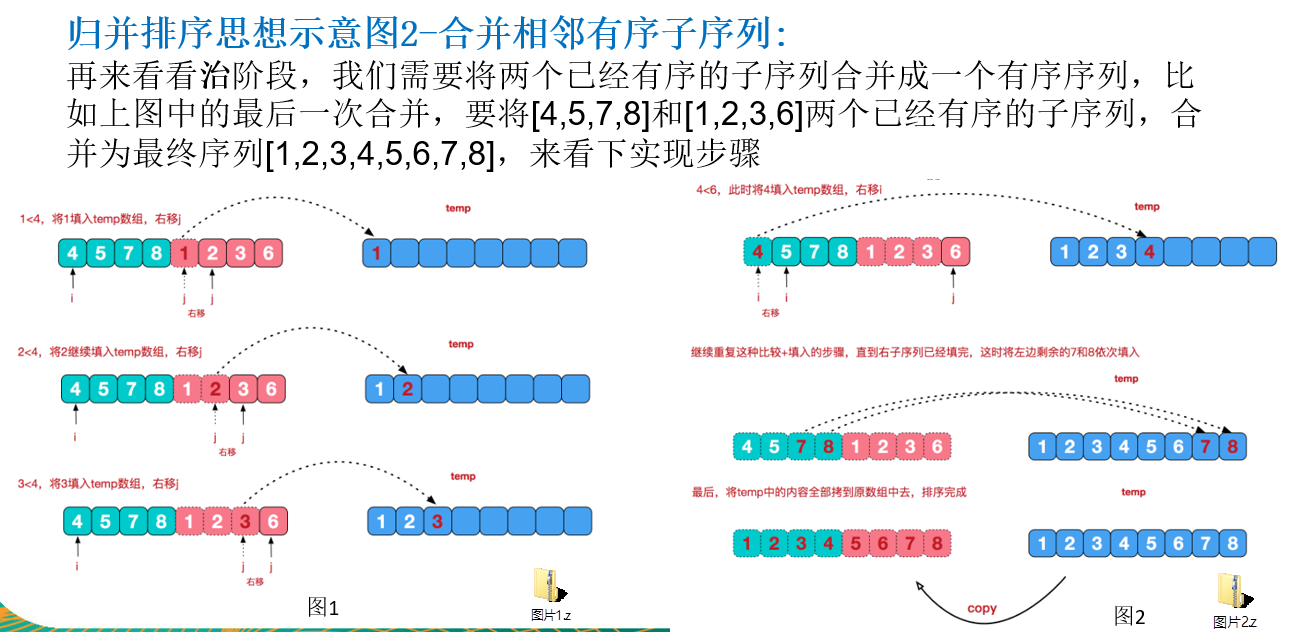 归并排序思想示意图2-合并相邻有序子序列:
再来看看治阶段，我们需要将两个已经有序的子序列合并成一个有序序列，比
如上图中的最后一次合并，要将[4,5,7,8]和[1,2,3,6]两个已经有序的子序列，合
并为最终序列[1,2,3,4,5,6,7,8]，来看下实现步骤
1<4，将1填入temp数组，右移j
temp
4 5 7 8 1 2 3 6
1
i j j
右移
2<4，将2继续填入temp数组，右移j
temp
4 5 7 8 1 2 3 6
1 2
i j j
右移
3<4，将3填入temp数组，右移j
temp
4 5 7 8 1 2 3 6
1 2 3
i j j
右移
图1
图片1.z
4<6，此时将4填入temp数组，右移i
temp
4 5 7 8 1 2 3 6
1 2 3 4
i i j
右移
继续重复这种比较+填入的步骤，直到右子序列已经填完，这时将左边剩余的7和8依次填入
temp
4 5 7 8 1 2 3 6
1 2 3 4 5 6 7 8
最后，将temp中的内容全部拷到原数组中去，排序完成
temp
1 2 3 4 5 6 7 8
1 2 3 4 5 6 7 8
copy
图2
图片2.z